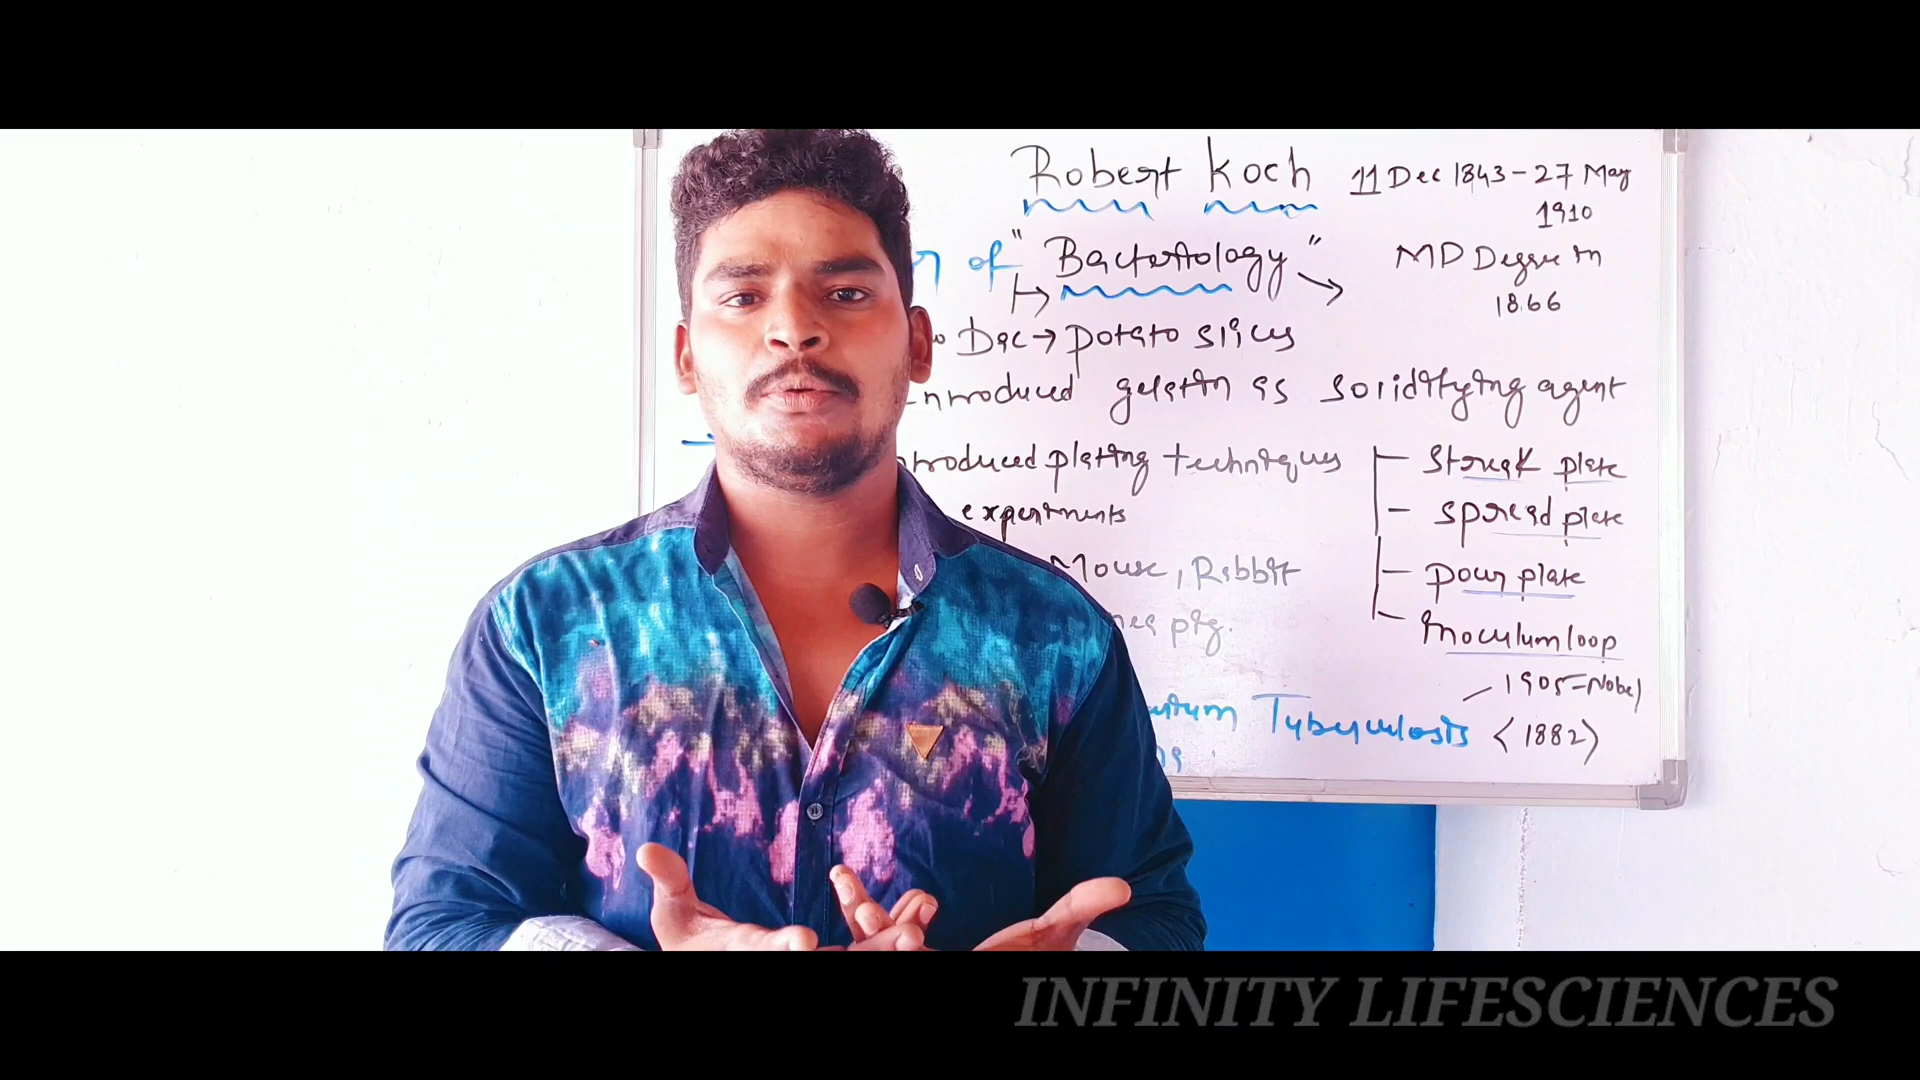 Robert Koch 11 Dec 1843 - 27 May
1910
of "Bacteriology" → MD Degree in
1866
Dac → potato slices
introduced gelatin as solidifying agent
introduced plating techniques
streak plate
experiments
spread plate
Mouse, Rabbit
pour plate
pig.
Inoculum loop
1905 - Nobel
Tuberculosis <1882>
INFINITY LIFESCIENCES